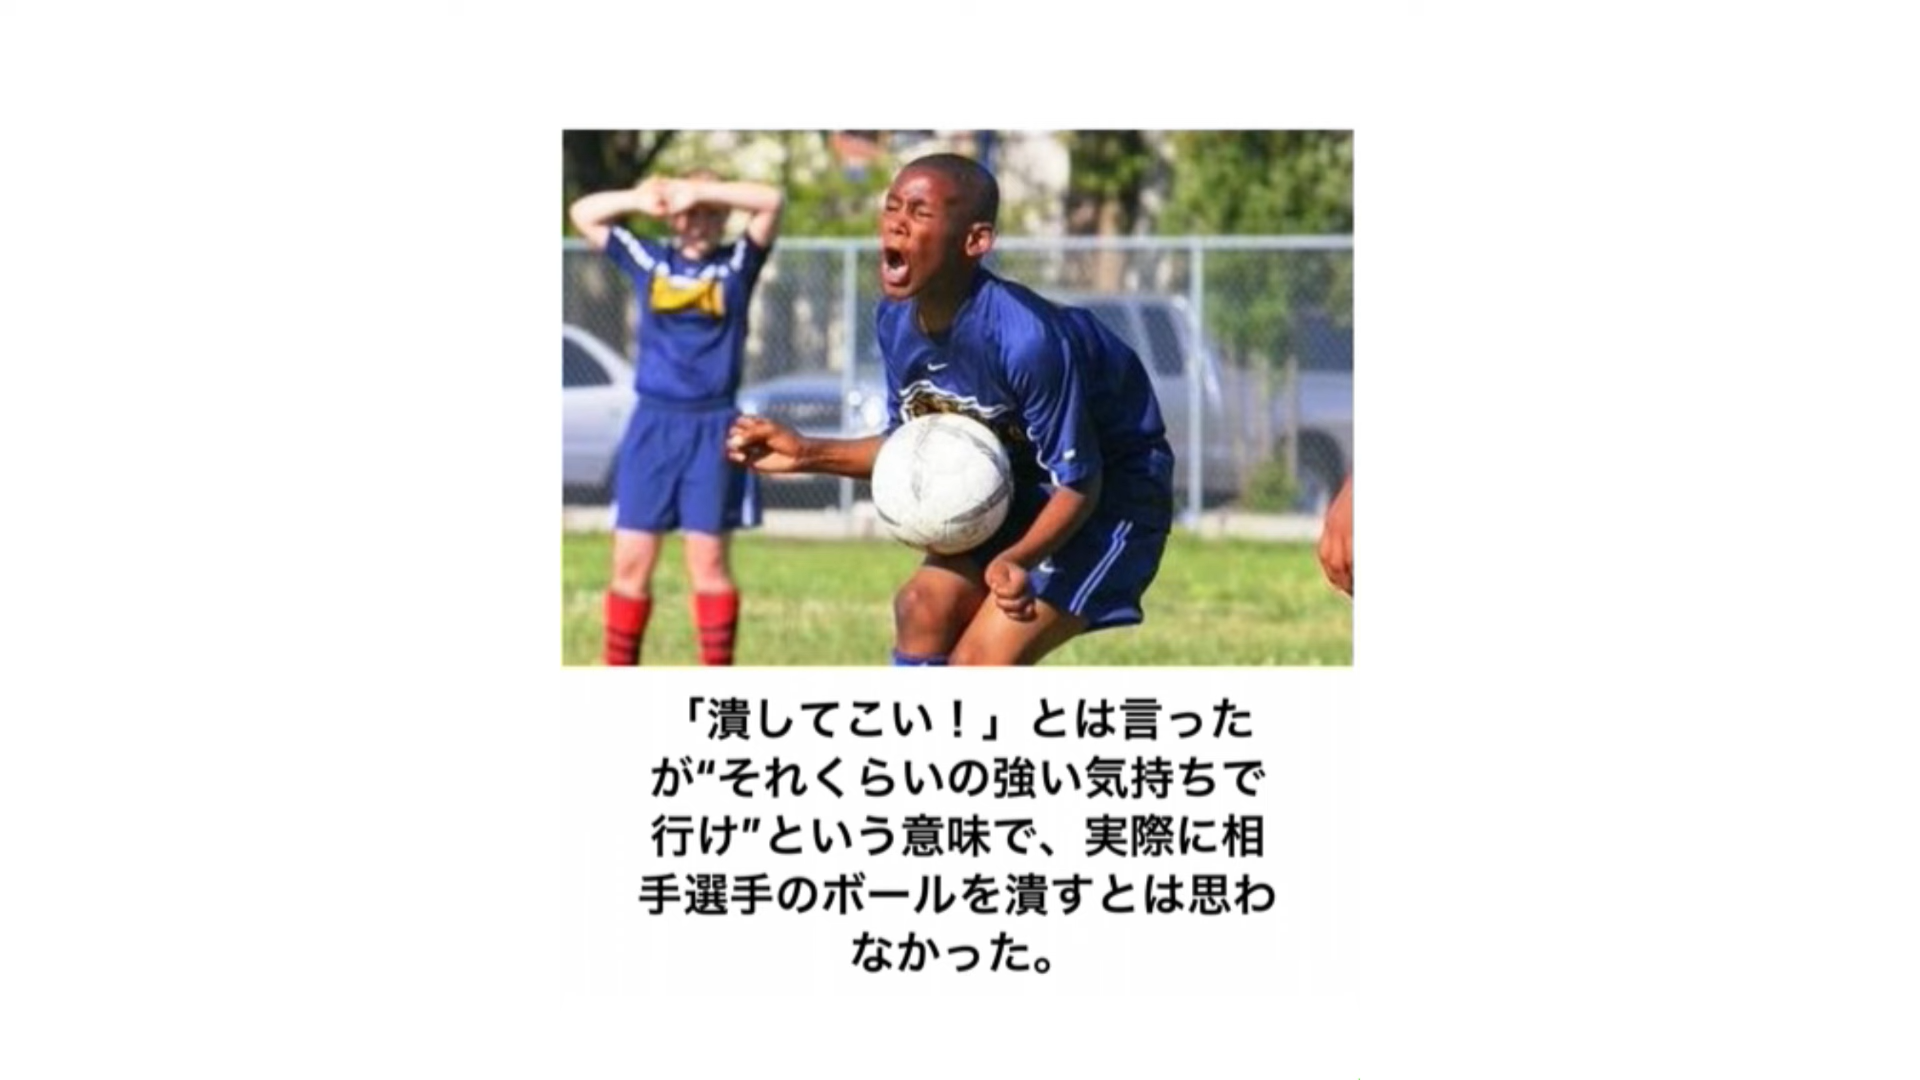 「潰してこい！」とは言った
が“それくらいの強い気持ちで
行け”という意味で、実際に相
手選手のボールを潰すとは思わ
なかった。